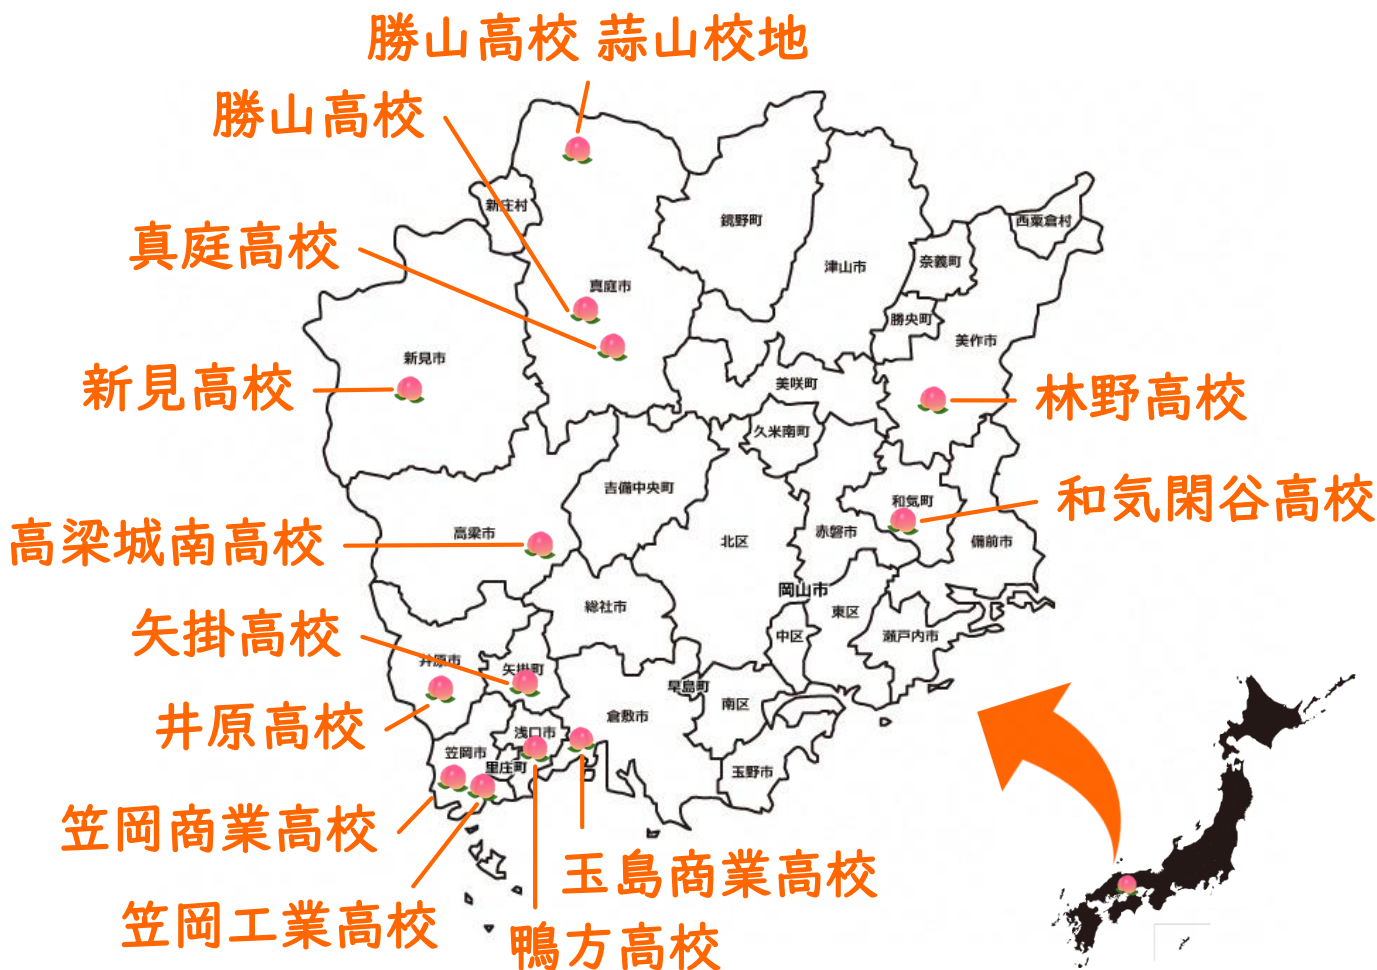 勝山高校 蒜山校地
勝山高校
真庭高校
新見高校
高梁城南高校
矢掛高校
井原高校
笠岡商業高校
笠岡工業高校
鴨方高校
玉島商業高校
林野高校
和気閑谷高校
新庄村
真庭市
鏡野町
津山市
奈義町
西粟倉村
勝央町
美作市
新見市
美咲町
久米南町
吉備中央町
和気町
高梁市
北区
赤磐市
備前市
岡山市
総社市
東区
中区
瀬戸内市
井原市
矢掛町
早島町
南区
倉敷市
浅口市
笠岡市
里庄町
玉野市